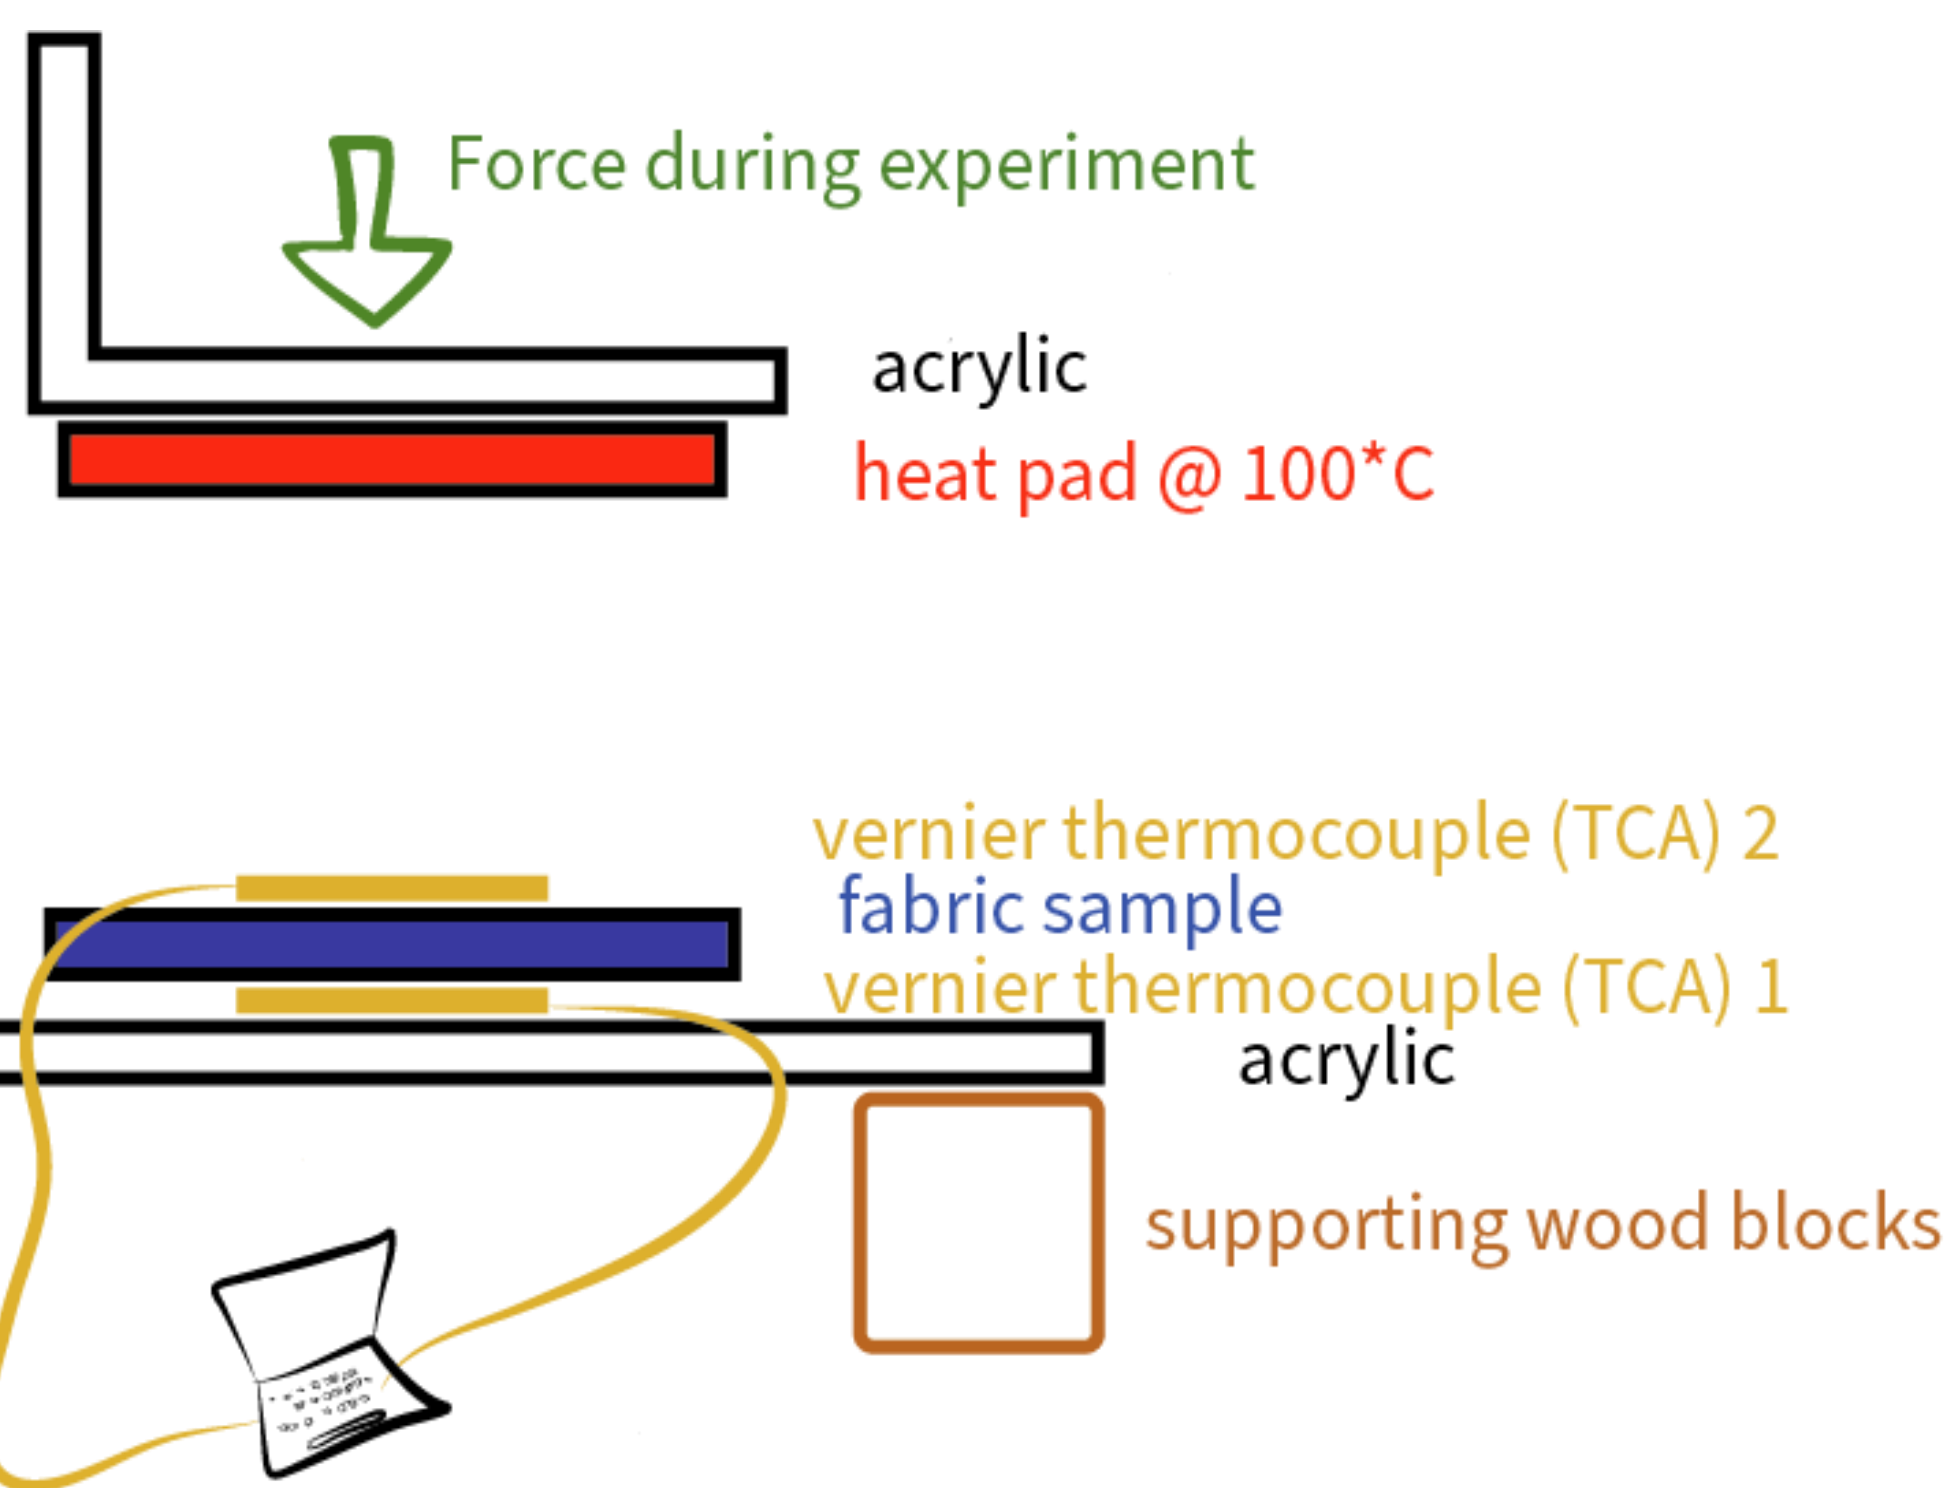 Force during experiment
acrylic
heat pad @ 100*C
vernier thermocouple (TCA) 2
fabric sample
vernier thermocouple (TCA) 1
acrylic
supporting wood blocks